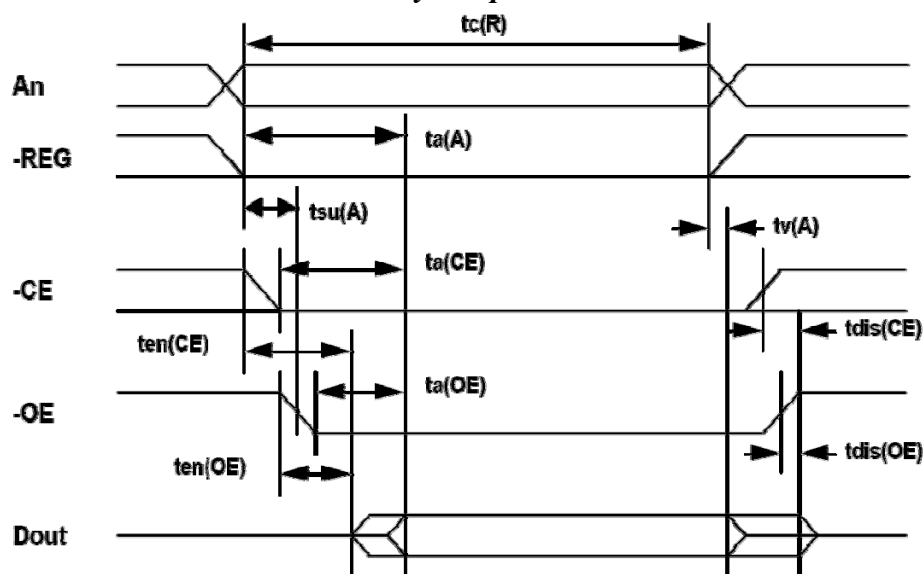 tc(R)
An
ta(A)
-REG
tsu(A)
tv(A)
ta(CE)
-CE
tdis(CE)
ten(CE)
ta(OE)
-OE
tdis(OE)
ten(OE)
Dout